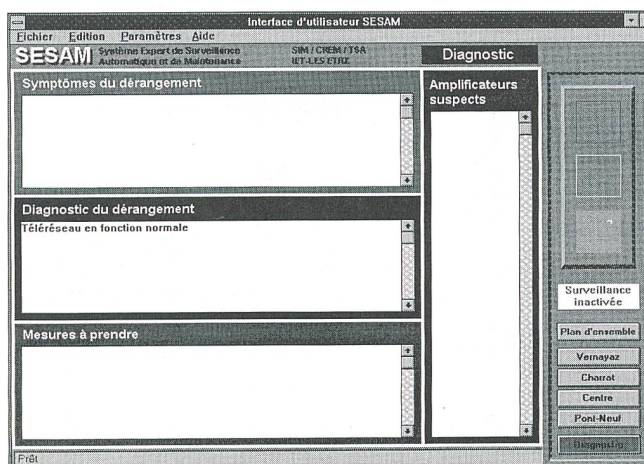 Interface d'utilisateur SESAM
Fichier Edition Paramètres Aide
SESAM Système Expert de Surveillance
Automatique et de Maintenance
SIM / CREM / TSA
IET-LES ETRZ
Diagnostic
Symptômes du dérangement
Amplificateurs
suspects
Diagnostic du dérangement
Téléréseau en fonction normale
Mesures à prendre
Surveillance
inactivée
Plan d'ensemble
Vernayaz
Charrat
Centre
Pont-Neuf
Diagnostic
Prêt